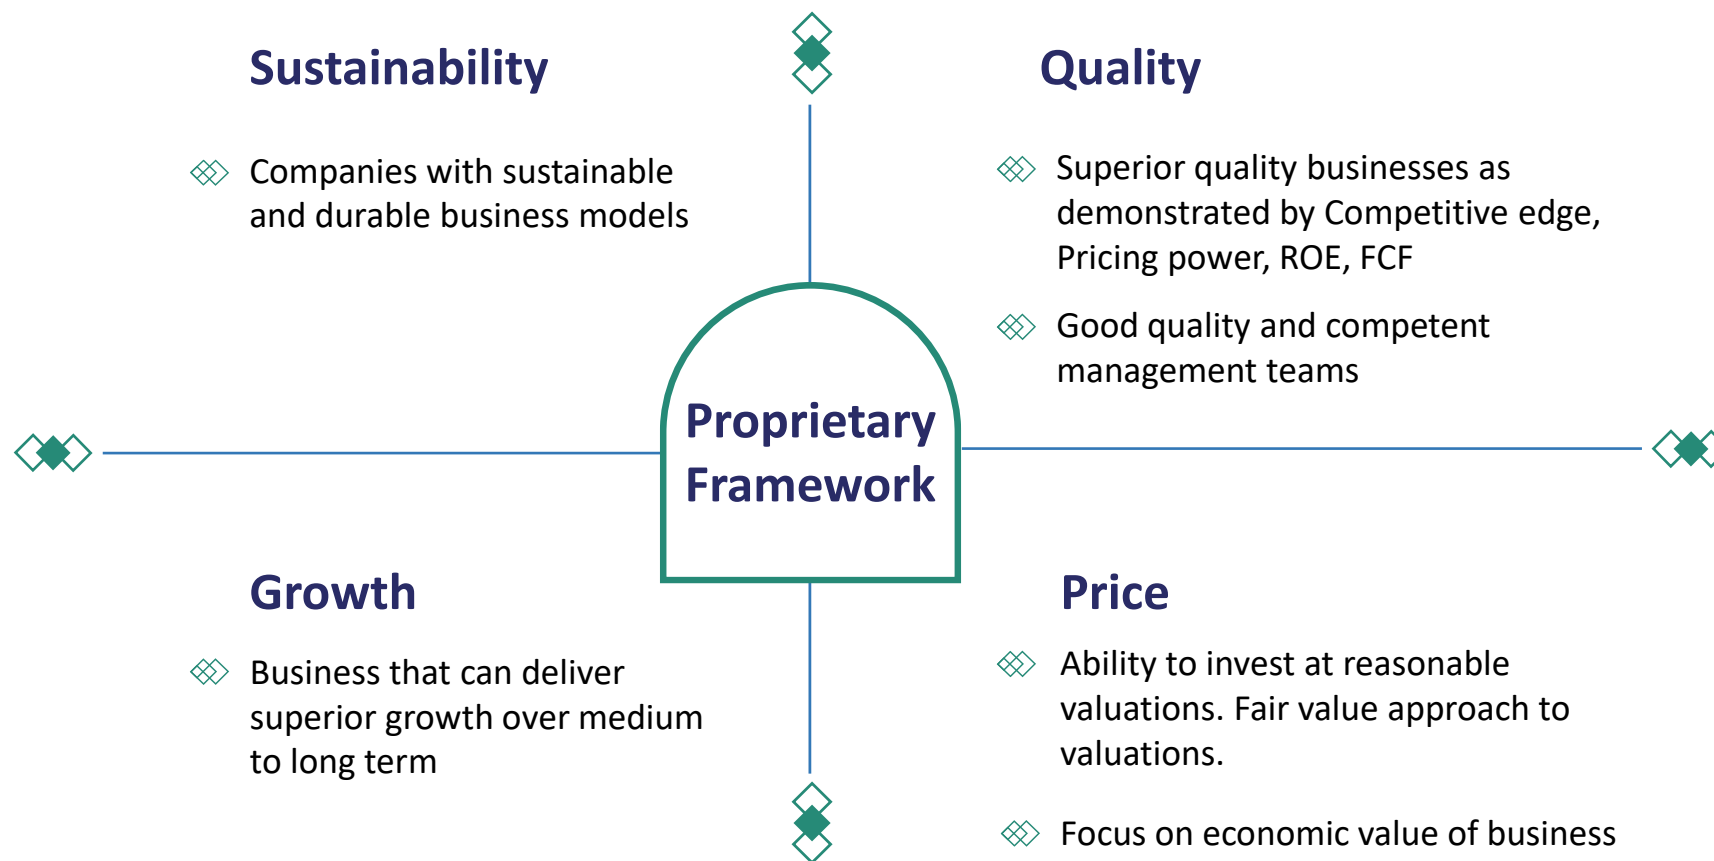 Sustainability
Companies with sustainable
and durable business models
Quality
Superior quality businesses as
demonstrated by Competitive edge,
Pricing power, ROE, FCF
Good quality and competent
management teams
Proprietary
Framework
Growth
Business that can deliver
superior growth over medium
to long term
Price
Ability to invest at reasonable
valuations. Fair value approach to
valuations.
Focus on economic value of business